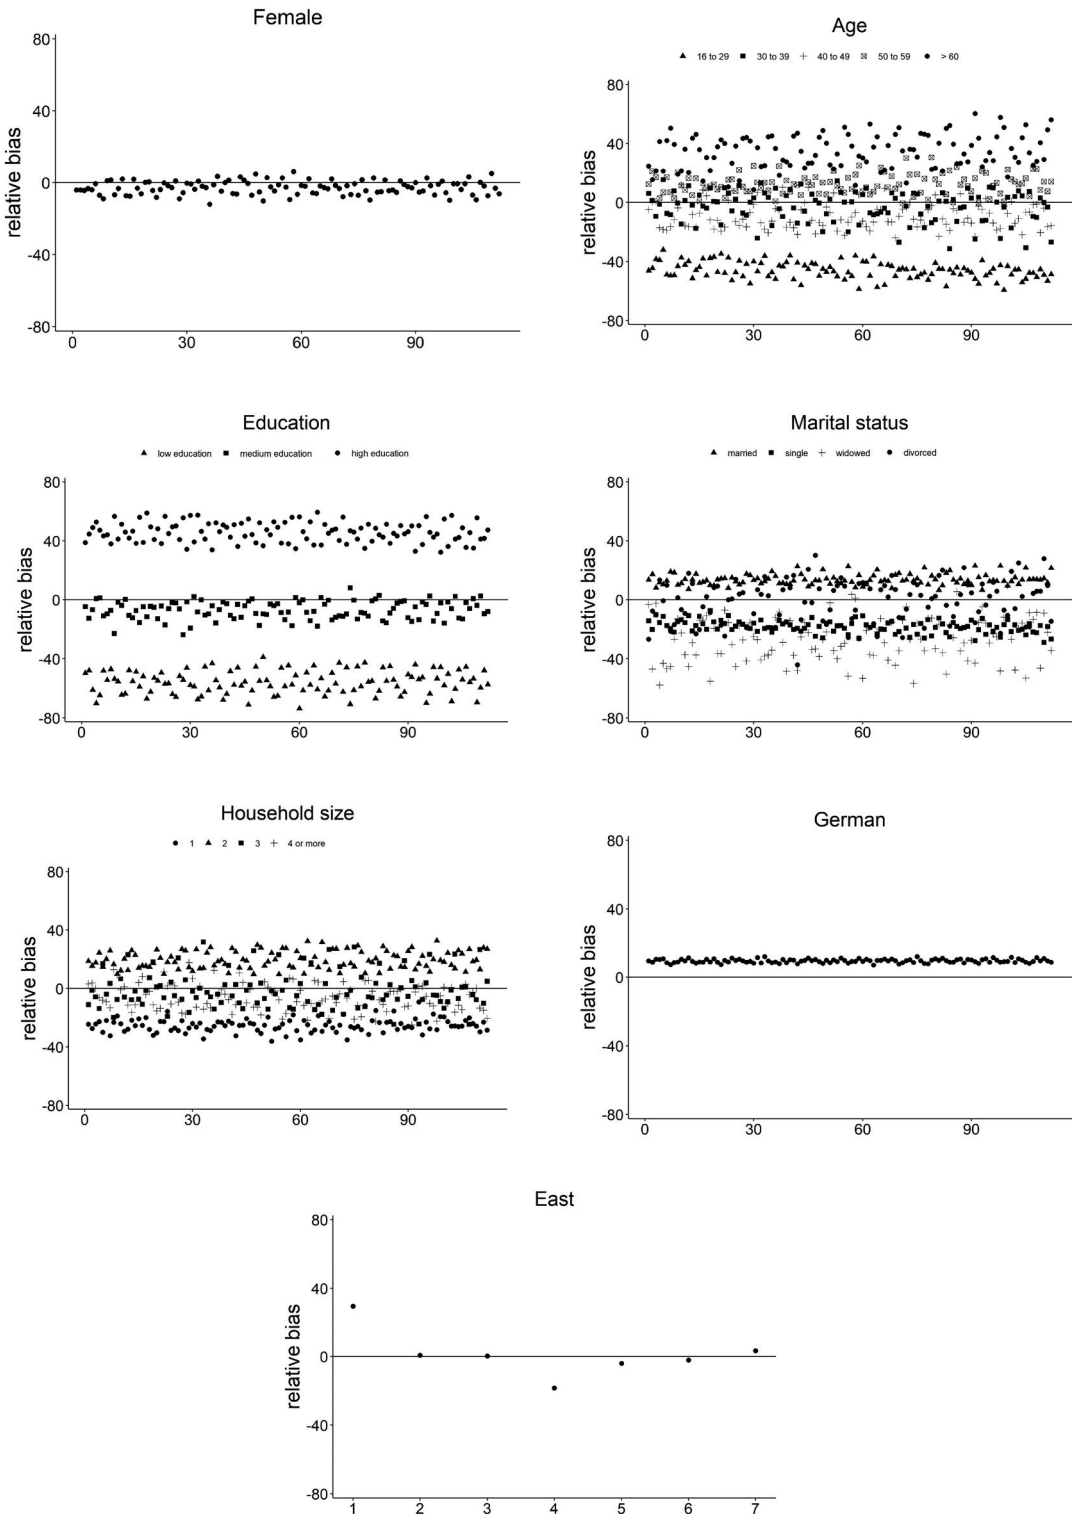 Female
80
40
0
-40
-80
relative bias
0 30 60 90
Age
16 to 29 30 to 39 40 to 49 50 to 59 > 60
80
40
0
-40
-80
relative bias
0 30 60 90
Education
low education medium education high education
80
40
0
-40
-80
relative bias
0 30 60 90
Marital status
married single widowed divorced
80
40
0
-40
-80
relative bias
0 30 60 90
Household size
1 2 3 4 or more
80
40
0
-40
-80
relative bias
0 30 60 90
German
80
40
0
-40
-80
relative bias
0 30 60 90
East
80
40
0
-40
-80
relative bias
1 2 3 4 5 6 7